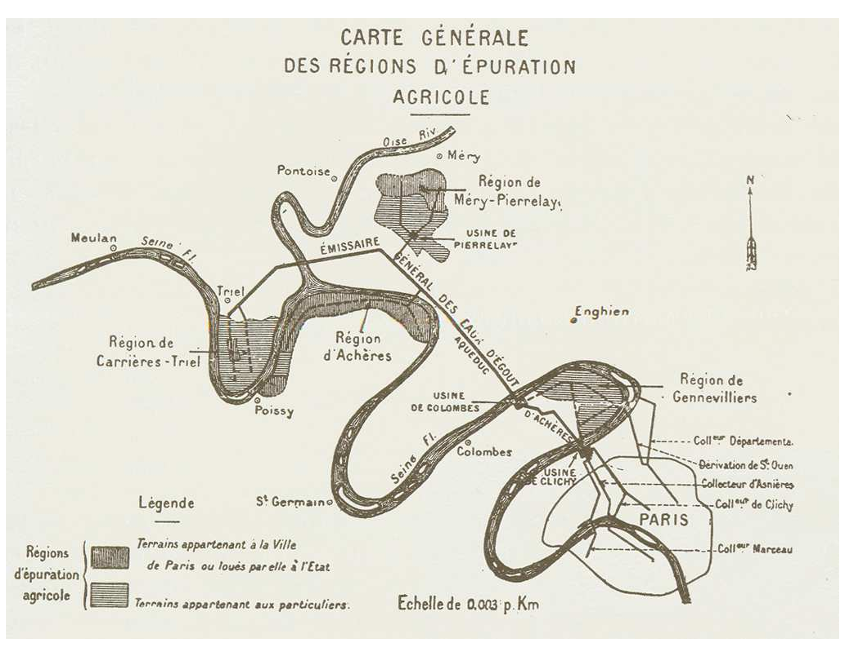 CARTE GÉNÉRALE
DES RÉGIONS D'ÉPURATION
AGRICOLE
Oise Riv
Méry
Pontoise
Région de
Méry-Pierrelay
USINE DE
PIERRELAY
N
Meulan
Seine Fl.
ÉMISSAIRE
GÉNÉRAL DES EAUX D'ÉGOUT
AQUEDUC
D'ACHÈRES
Triel
Enghien
Région de
Carrières-Triel
Région
d'Achères
Poissy
USINE
DE COLOMBES
Région de
Gennevilliers
Colombes
Seine Fl.
USINE
DE CLICHY
Colleur Départementa.
Dérivation de St Ouen
Collecteur d'Asnières
Colleur de Clichy
PARIS
Colleur Marceau
St Germain
Légende
Régions
d'épuration
agricole
Terrains appartenant à la Ville
de Paris ou loués par elle à l'Etat
Terrains appartenant aux particuliers.
Echelle de 0,003 p. Km